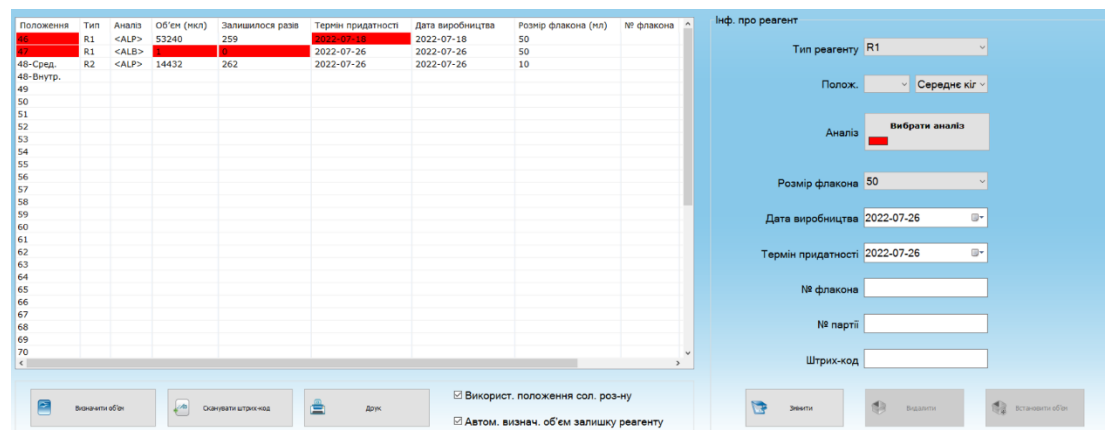 Положення Тип Аналіз Об'єм (мкл) Залишилося разів Термін придатності Дата виробництва Розмір флакона (мл) № флакона
46 R1 <ALP> 53240 259 2022-07-18 2022-07-18 50
47 R1 <ALB> 1 0 2022-07-26 2022-07-26 50
48-Сред. R2 <ALP> 14432 262 2022-07-26 2022-07-26 10
48-Внутр.
49
50
51
52
53
54
55
56
57
58
59
60
61
62
63
64
65
66
67
68
69
70
Інф. про реагент
Тип реагенту R1
Полож. Середнє кіг
Аналіз Вибрати аналіз
Розмір флакона 50
Дата виробництва 2022-07-26
Термін придатності 2022-07-26
№ флакона
№ партії
Штрих-код
Визначити об'єм Сканувати штрих-код Друк
Використ. положення сол. роз-ну
Автом. визнач. об'єм залишку реагенту
Змінити Видалити Встановити об'єм